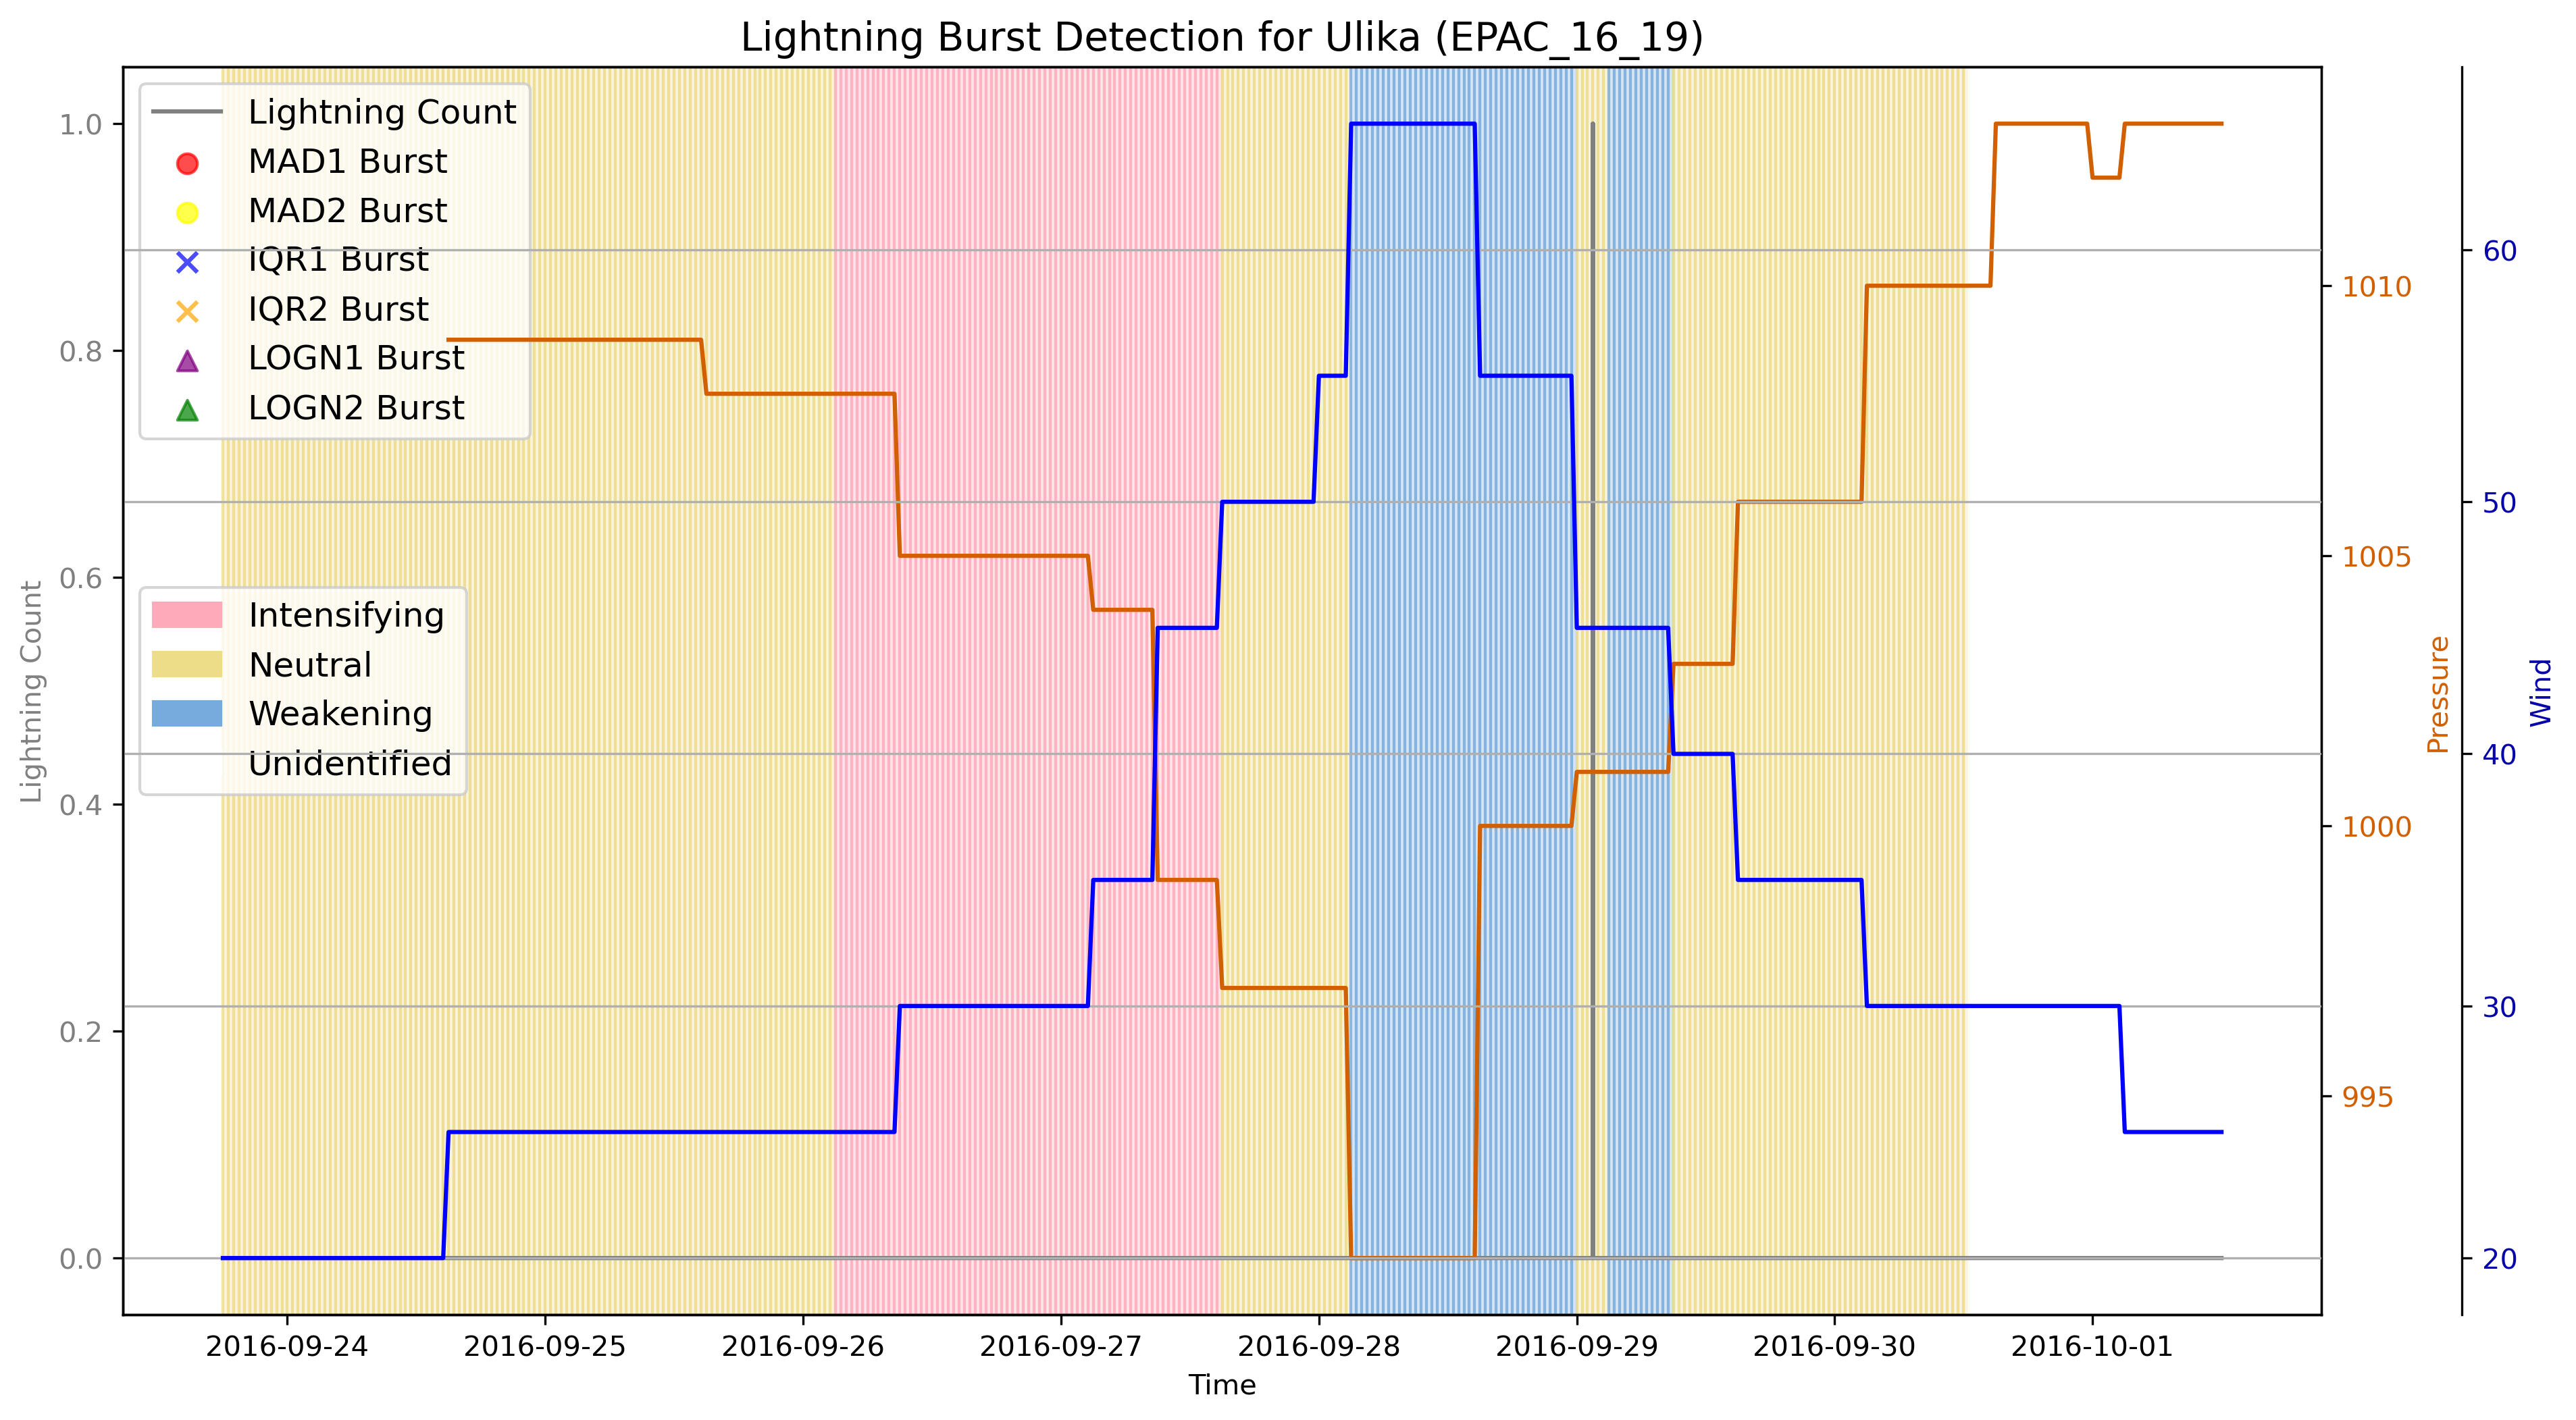 Lightning Burst Detection for Ulika (EPAC_16_19)
Lightning Count
MAD1 Burst
MAD2 Burst
IQR1 Burst
IQR2 Burst
LOGN1 Burst
LOGN2 Burst
Intensifying
Neutral
Weakening
Unidentified
Lightning Count
1.0
0.8
0.6
0.4
0.2
0.0
1010
1005
1000
995
Pressure
60
50
40
30
20
Wind
2016-09-24
2016-09-25
2016-09-26
2016-09-27
2016-09-28
2016-09-29
2016-09-30
2016-10-01
Time